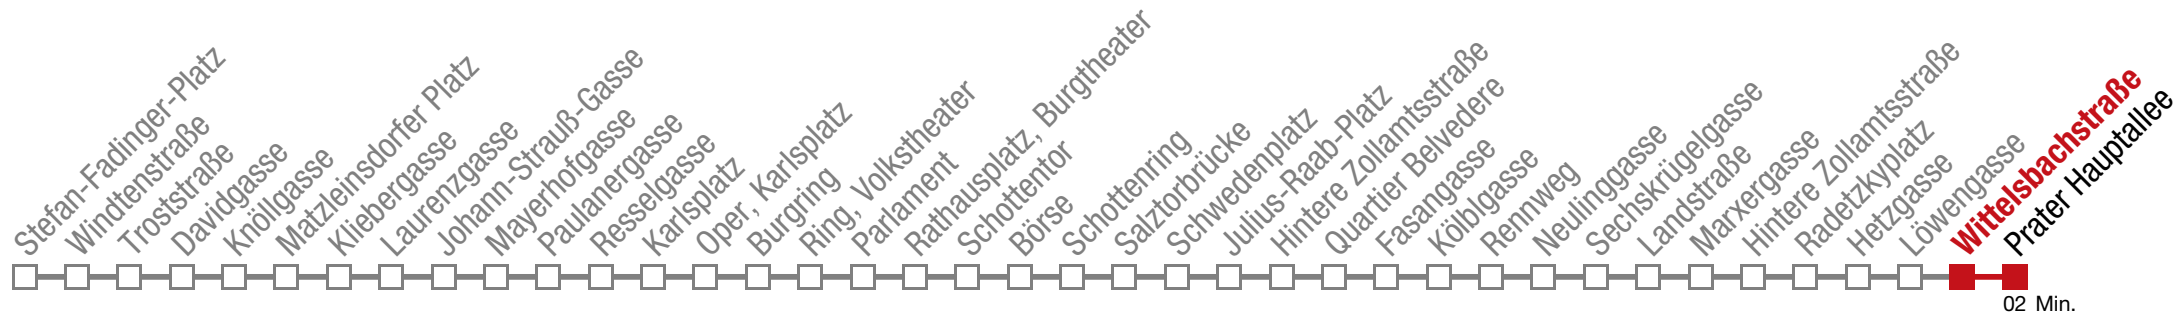 Stefan-Fadinger-Platz
Windtenstraße
Troststraße
Davidgasse
Knöllgasse
Matzleinsdorfer Platz
Kliebergasse
Laurenzgasse
Johann-Strauß-Gasse
Mayerhofgasse
Paulanergasse
Resselgasse
Karlsplatz
Oper, Karlsplatz
Burgring
Ring, Volkstheater
Parlament
Rathausplatz, Burgtheater
Schottentor
Börse
Schottenring
Salztorbrücke
Schwedenplatz
Julius-Raab-Platz
Hintere Zollamtsstraße
Quartier Belvedere
Fasangasse
Kölblgasse
Rennweg
Neulinggasse
Sechskrügelgasse
Landstraße
Marxergasse
Hintere Zollamtsstraße
Radetzkyplatz
Hetzgasse
Löwengasse
Wittelsbachstraße
Prater Hauptallee
02 Min.